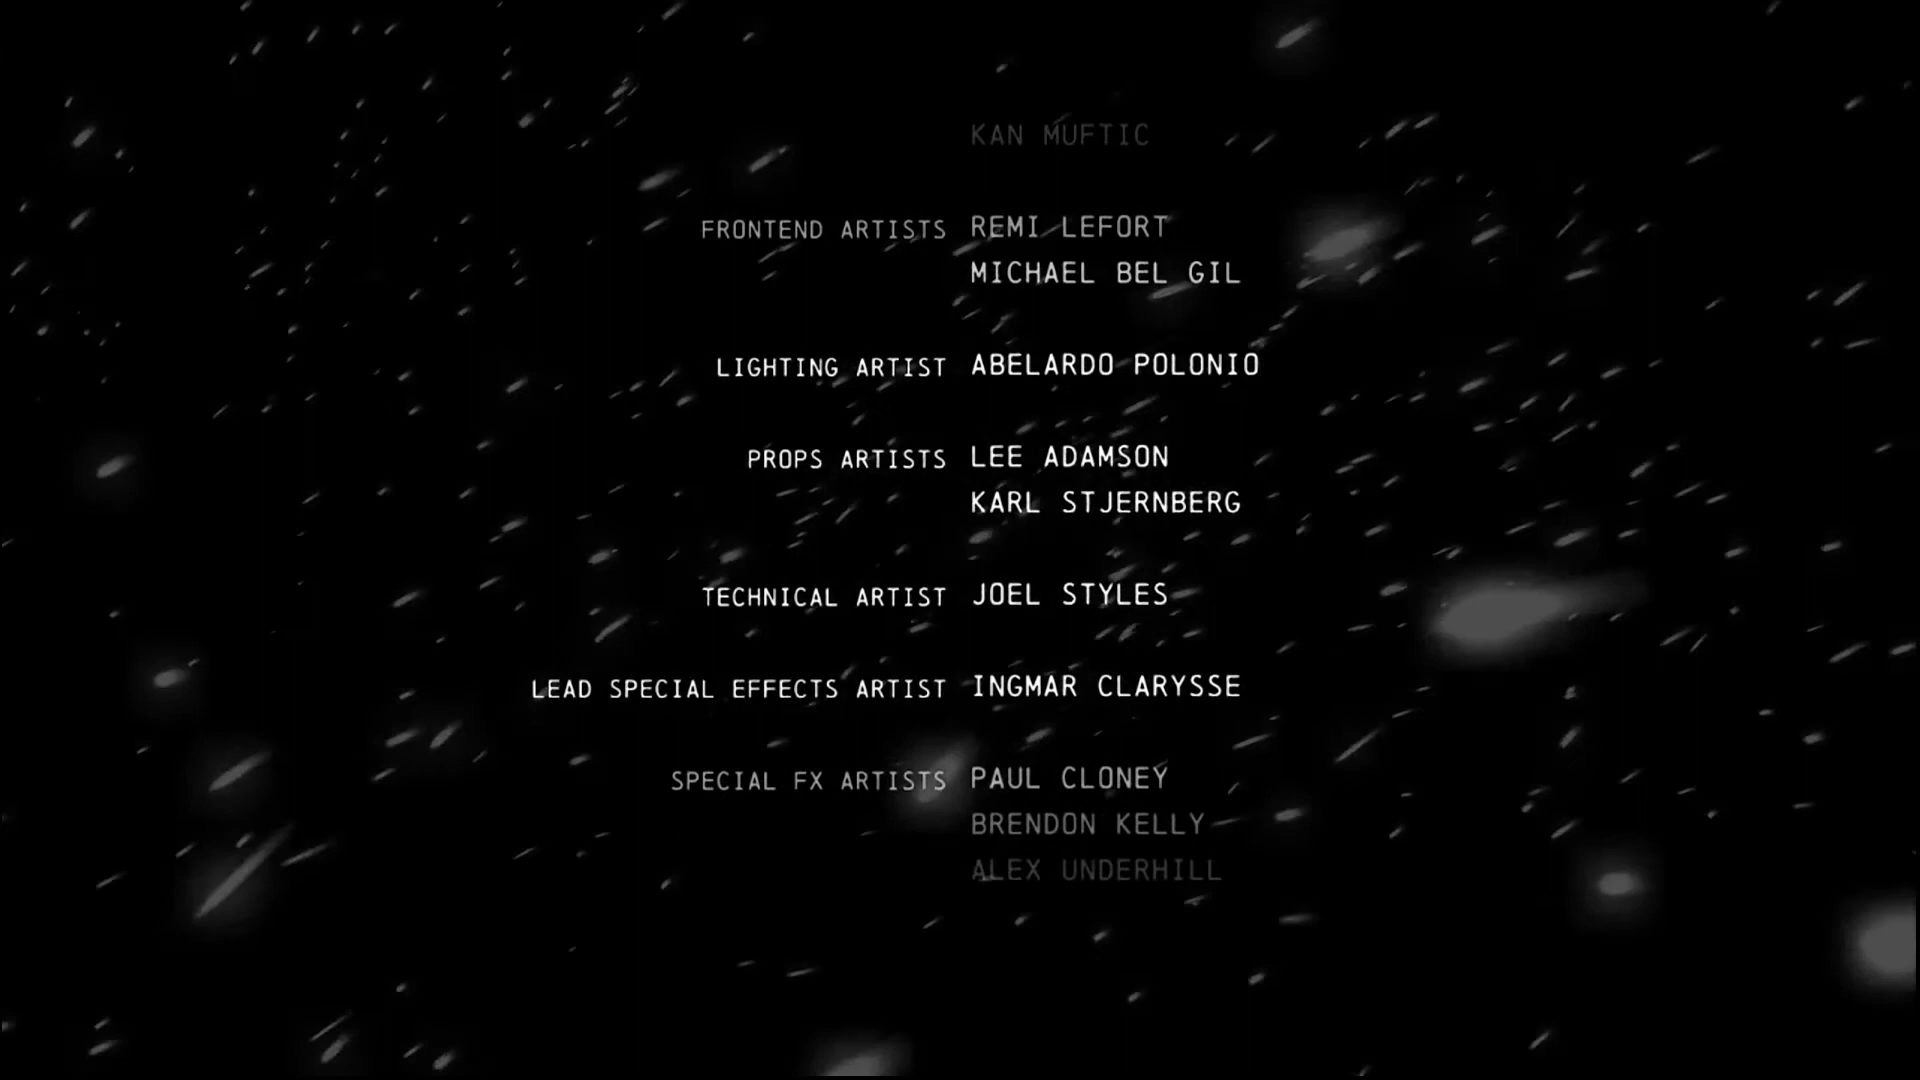 KAN MUFTIC
FRONTEND ARTISTS REMI LEFORT
MICHAEL BEL GIL
LIGHTING ARTIST ABELARDO POLONIO
PROPS ARTISTS LEE ADAMSON
KARL STJERNBERG
TECHNICAL ARTIST JOEL STYLES
LEAD SPECIAL EFFECTS ARTIST INGMAR CLARYSSE
SPECIAL FX ARTISTS PAUL CLONEY
BRENDON KELLY
ALEX UNDERHILL